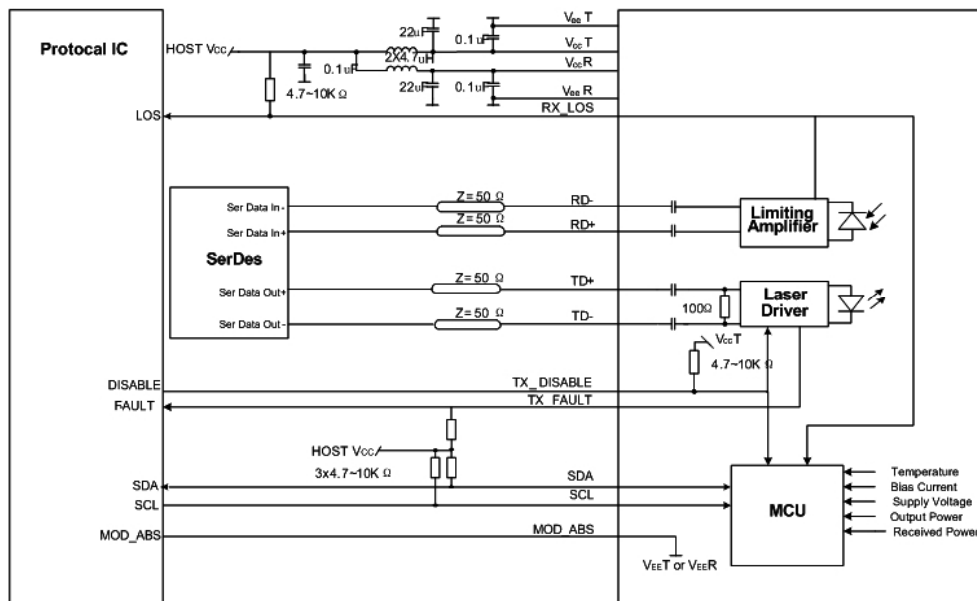 Protocal IC
HOST Vcc
22uF
0.1uF
VeeT
VccT
2X4.7uH
0.1uF
VccR
4.7~10K Ω
22uF
0.1uF
VeeR
LOS
RX_LOS
SerDes
Ser Data In-
Z= 50 Ω
RD-
Ser Data In+
Z= 50 Ω
RD+
Limiting
Amplifier
Ser Data Out+
Z= 50 Ω
TD+
Ser Data Out-
Z= 50 Ω
TD-
100Ω
Laser
Driver
VccT
4.7~10K Ω
DISABLE
TX_DISABLE
FAULT
TX_FAULT
HOST Vcc
3x4.7~10K Ω
SDA
SDA
SCL
SCL
MCU
Temperature
Bias Current
Supply Voltage
Output Power
Received Power
MOD_ABS
MOD_ABS
VEET or VEER